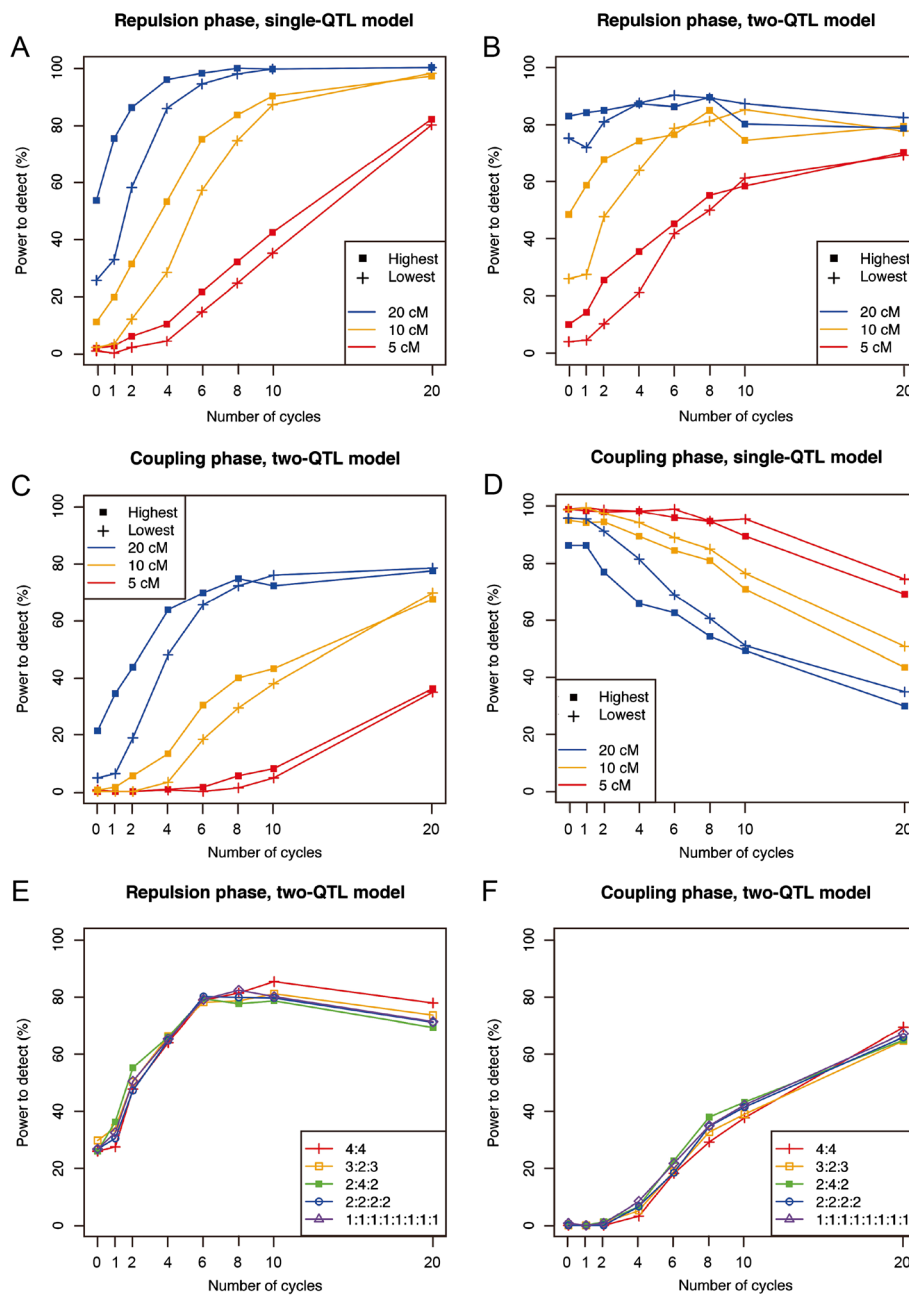 A
Repulsion phase, single-QTL model
Power to detect (%)
100
80
60
40
20
0
Highest
Lowest
20 cM
10 cM
5 cM
0 1 2 4 6 8 10 20
Number of cycles
B
Repulsion phase, two-QTL model
Power to detect (%)
100
80
60
40
20
0
Highest
Lowest
20 cM
10 cM
5 cM
0 1 2 4 6 8 10 20
Number of cycles
C
Coupling phase, two-QTL model
Power to detect (%)
100
80
60
40
20
0
Highest
Lowest
20 cM
10 cM
5 cM
0 1 2 4 6 8 10 20
Number of cycles
D
Coupling phase, single-QTL model
Power to detect (%)
100
80
60
40
20
0
Highest
Lowest
20 cM
10 cM
5 cM
0 1 2 4 6 8 10 20
Number of cycles
E
Repulsion phase, two-QTL model
Power to detect (%)
100
80
60
40
20
0
4:4
3:2:3
2:4:2
2:2:2:2
1:1:1:1:1:1:1:1
0 1 2 4 6 8 10 20
Number of cycles
F
Coupling phase, two-QTL model
Power to detect (%)
100
80
60
40
20
0
4:4
3:2:3
2:4:2
2:2:2:2
1:1:1:1:1:1:1:1
0 1 2 4 6 8 10 20
Number of cycles